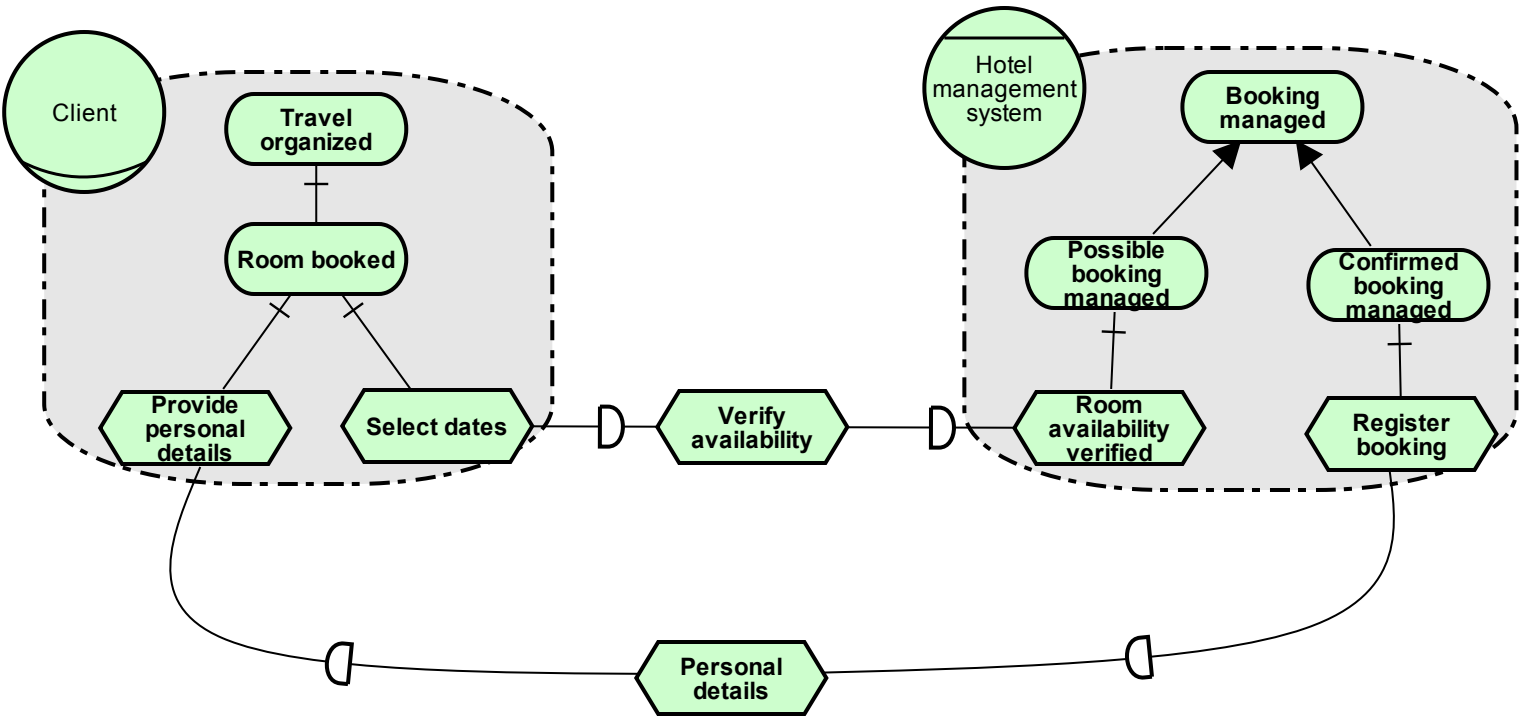 Client
Travel
organized
Room booked
Provide
personal
details
Select dates
Verify
availability
Hotel
management
system
Booking
managed
Possible
booking
managed
Confirmed
booking
managed
Room
availability
verified
Register
booking
Personal
details